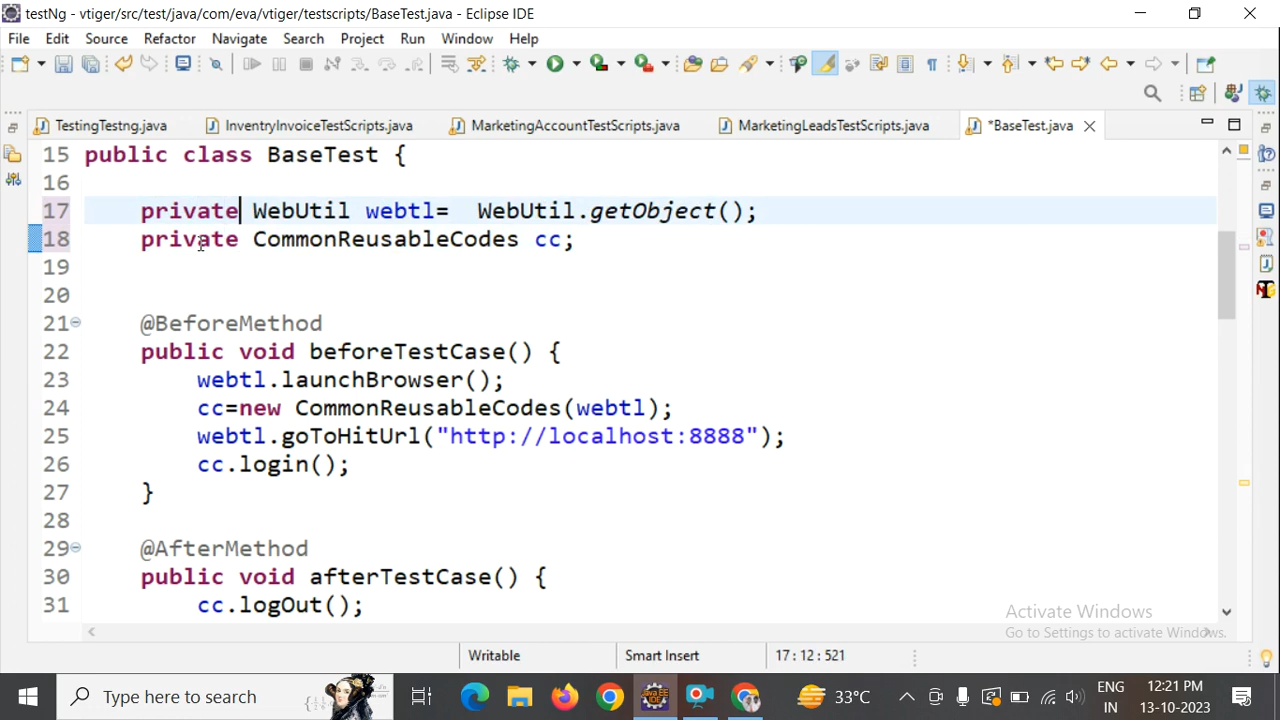 testNg - vtiger/src/test/java/com/eva/vtiger/testscripts/BaseTest.java - Eclipse IDE
File Edit Source Refactor Navigate Search Project Run Window Help
TestingTestng.java InventryInvoiceTestScripts.java MarketingAccountTestScripts.java MarketingLeadsTestScripts.java *BaseTest.java
15 public class BaseTest {
16
17 private WebUtil webtl= WebUtil.getObject();
18 private CommonReusableCodes cc;
19
20
21 @BeforeMethod
22 public void beforeTestCase() {
23 webtl.launchBrowser();
24 cc=new CommonReusableCodes(webtl);
25 webtl.goToHitUrl("http://localhost:8888");
26 cc.login();
27 }
28
29 @AfterMethod
30 public void afterTestCase() {
31 cc.logOut();
Activate Windows
Go to Settings to activate Windows.
Writable Smart Insert 17 : 12 : 521
Type here to search 33°C ENG 12:21 PM
IN 13-10-2023